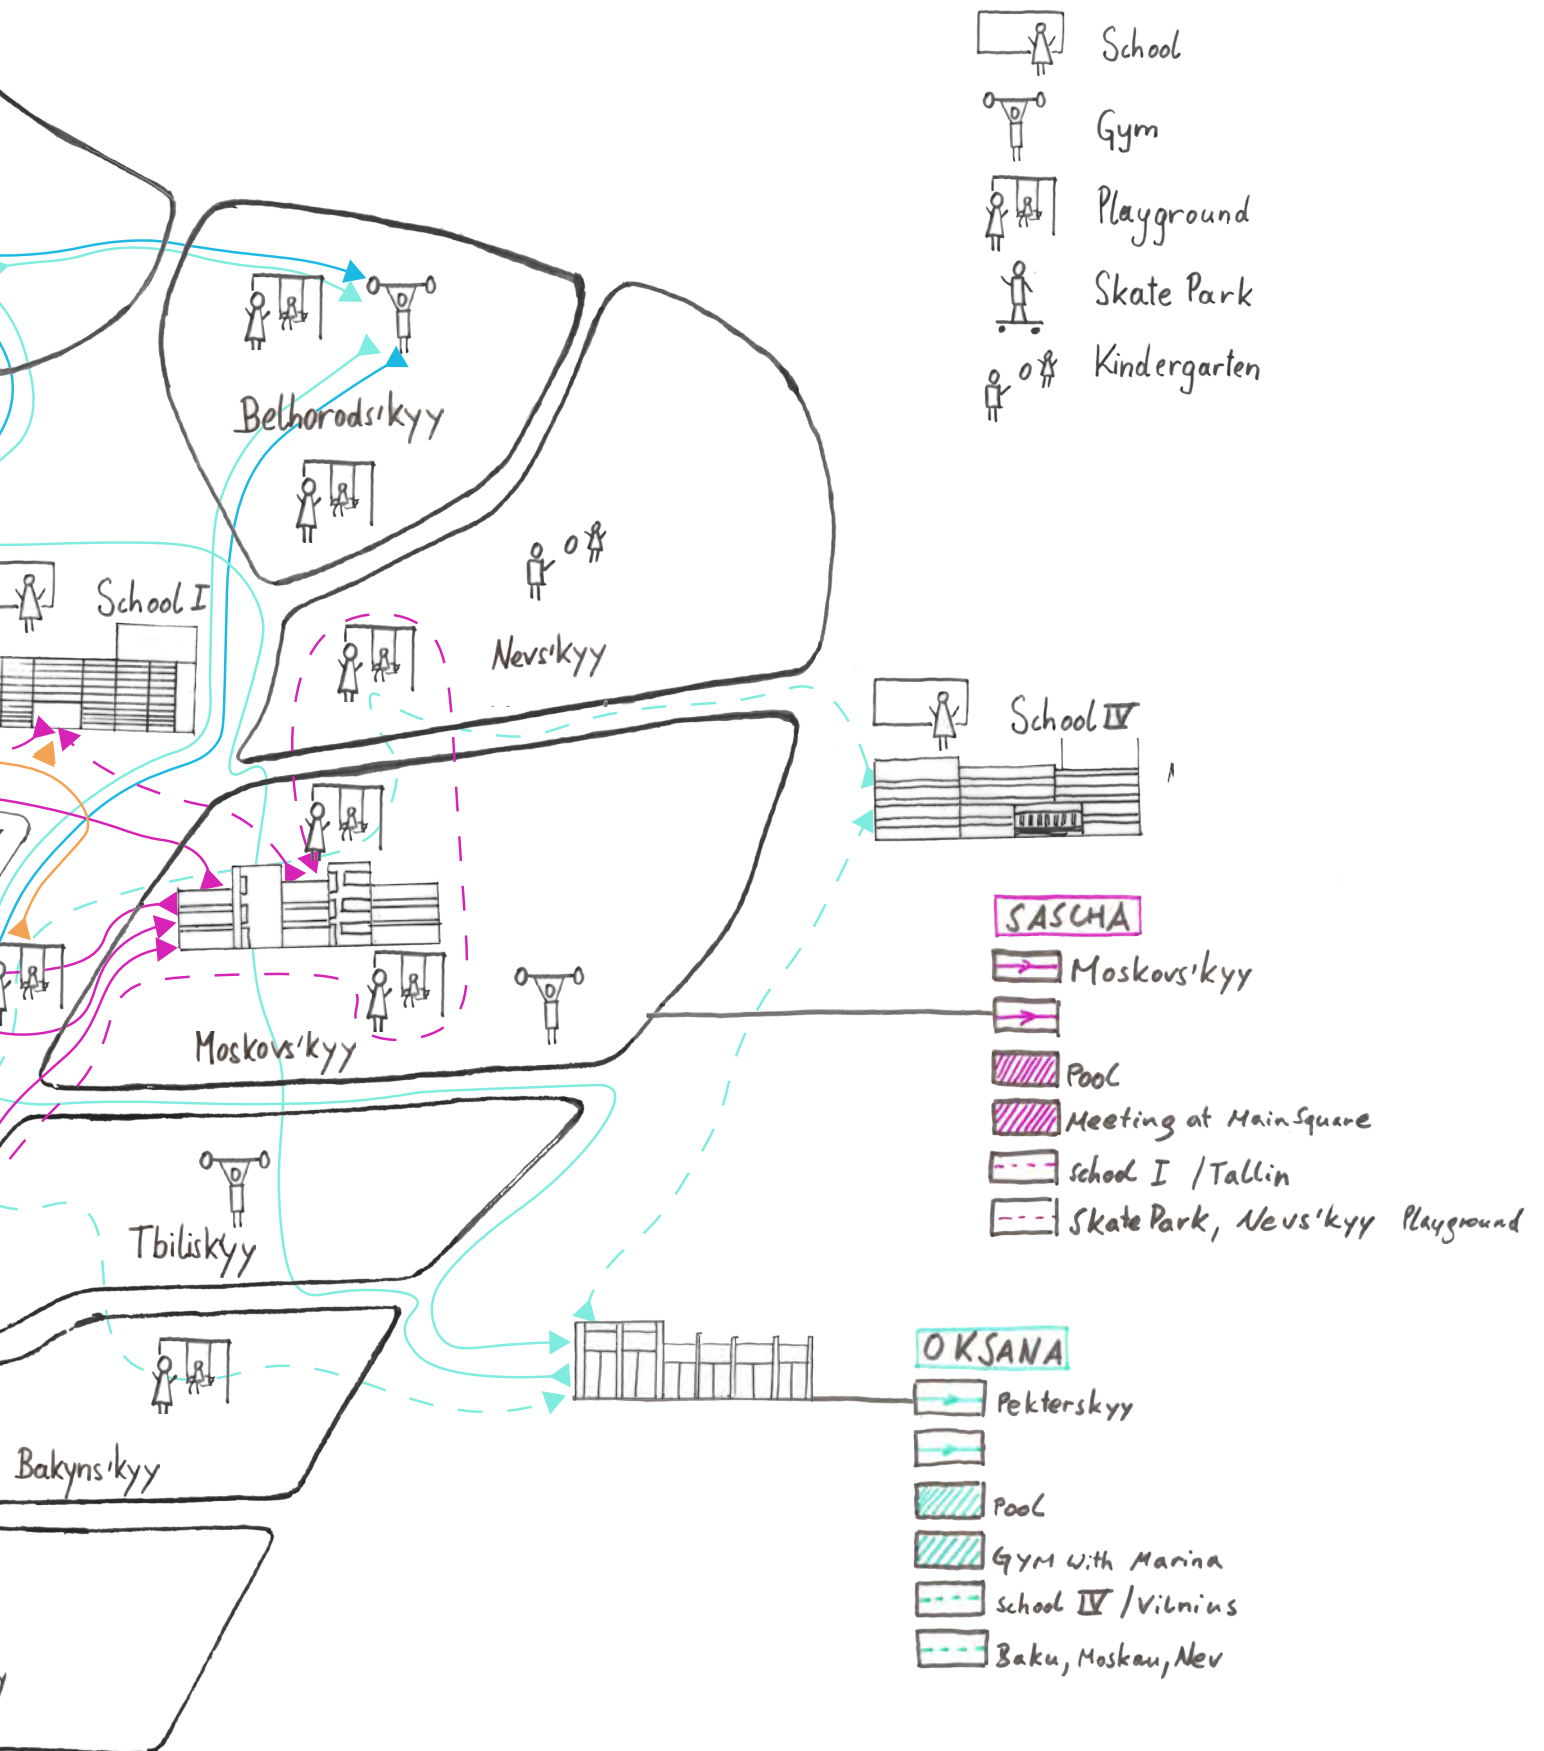 School
Gym
Playground
Skate Park
Kindergarten
Belhorods'kyy
School I
Nevs'kyy
School IV
Moskovs'kyy
Tbiliskyy
Bakyns'kyy
SASCHA
Moskovs'kyy
Pool
Meeting at Main Square
School I / Tallin
Skate Park, Nevs'kyy Playground
OKSANA
Pekterskyy
Pool
Gym with Marina
School IV / Vilnius
Baku, Moskau, Nev